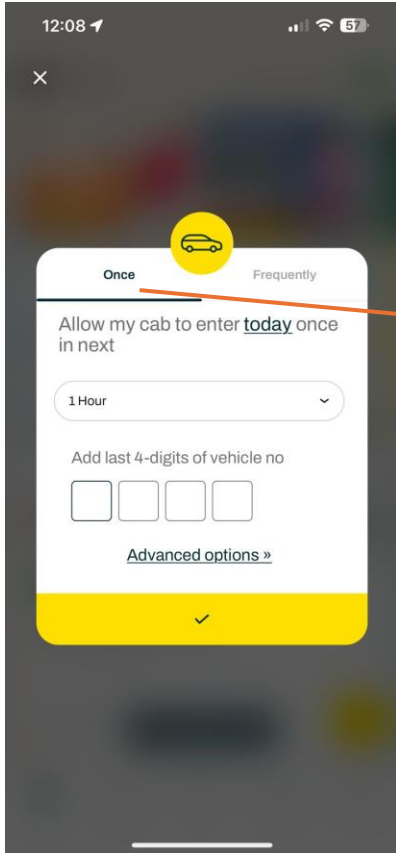 12:08
57
Once
Frequently
Allow my cab to enter today once
in next
1 Hour
Add last 4-digits of vehicle no
Advanced options »